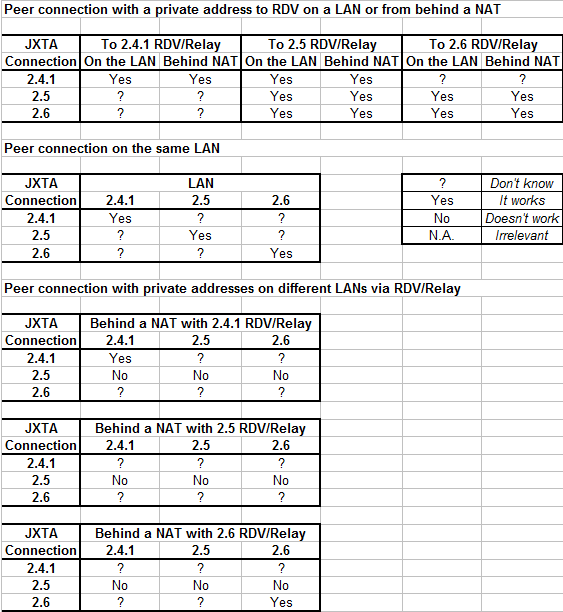 Peer connection with a private address to RDV on a LAN or from behind a NAT
JXTA To 2.4.1 RDV/Relay To 2.5 RDV/Relay To 2.6 RDV/Relay
Connection On the LAN Behind NAT On the LAN Behind NAT On the LAN Behind NAT
2.4.1 Yes Yes Yes Yes ? ?
2.5 ? ? Yes Yes Yes Yes
2.6 ? ? Yes Yes Yes Yes
Peer connection on the same LAN
JXTA LAN ? Don't know
Connection 2.4.1 2.5 2.6 Yes It works
2.4.1 Yes ? ? No Doesn't work
2.5 ? Yes ? N.A. Irrelevant
2.6 ? ? Yes
Peer connection with private addresses on different LANs via RDV/Relay
JXTA Behind a NAT with 2.4.1 RDV/Relay
Connection 2.4.1 2.5 2.6
2.4.1 Yes ? ?
2.5 No No No
2.6 ? ? ?
JXTA Behind a NAT with 2.5 RDV/Relay
Connection 2.4.1 2.5 2.6
2.4.1 ? ? ?
2.5 No No No
2.6 ? ? ?
JXTA Behind a NAT with 2.6 RDV/Relay
Connection 2.4.1 2.5 2.6
2.4.1 ? ? ?
2.5 No No No
2.6 ? ? Yes